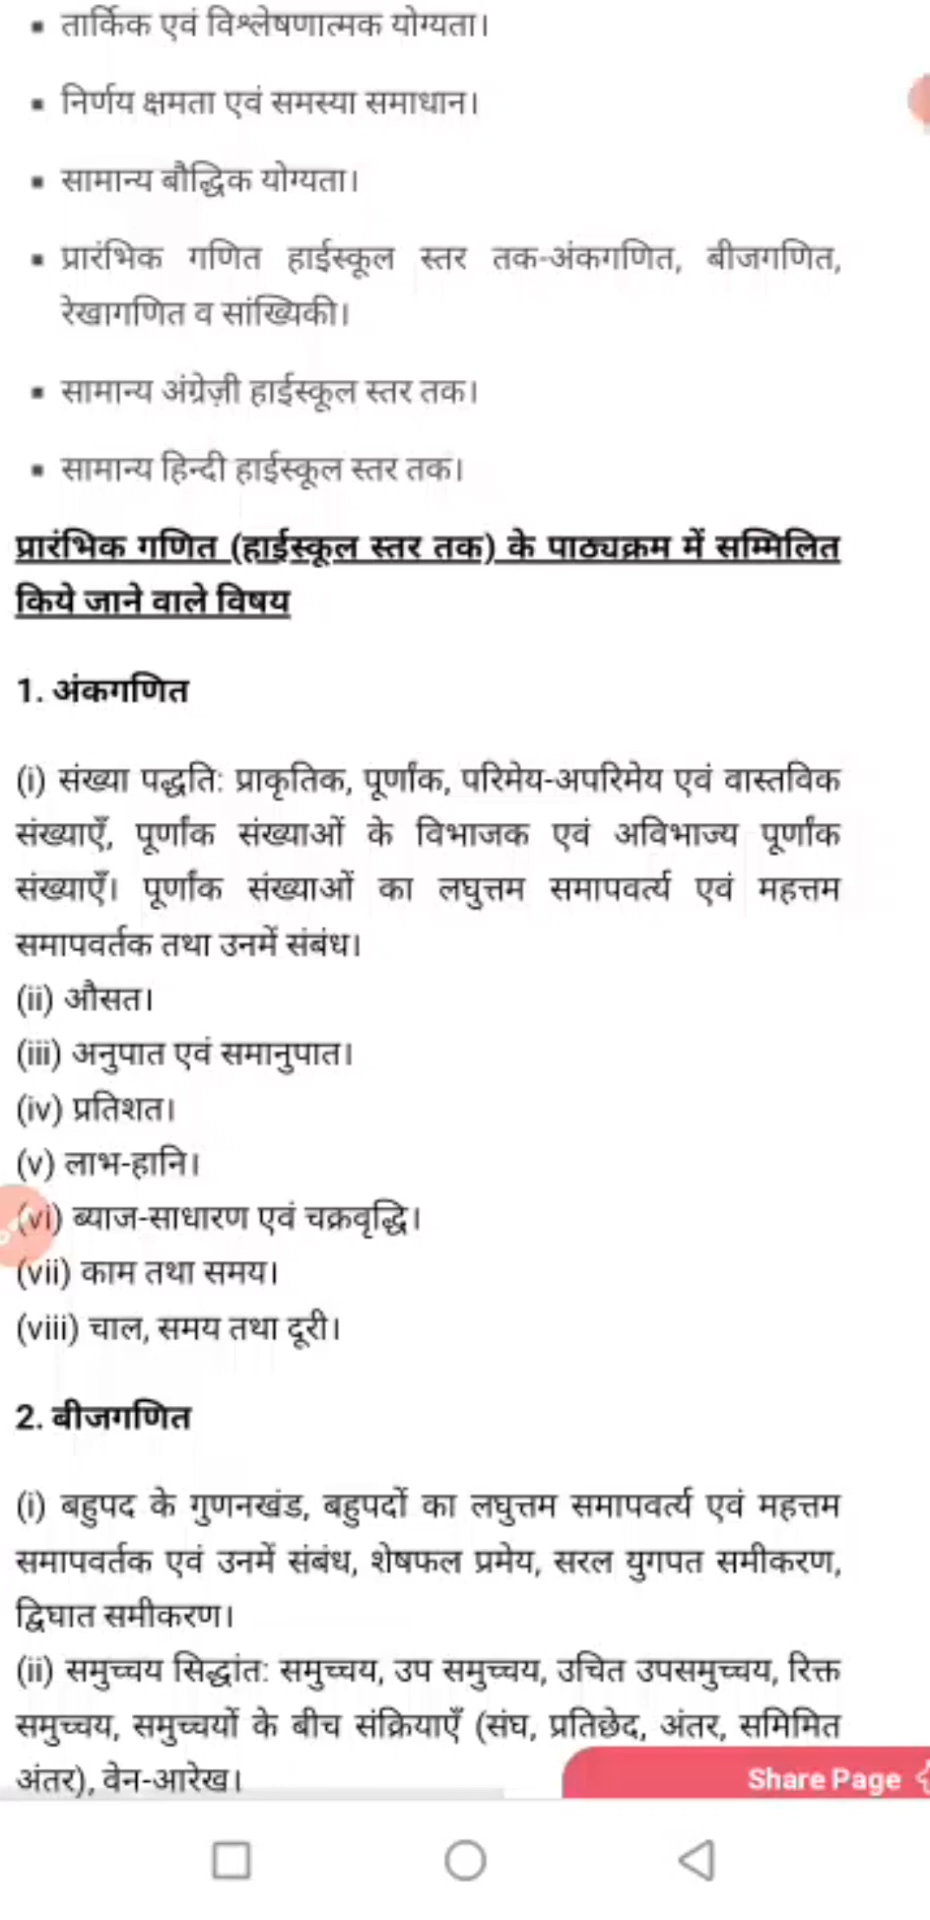 ▪ तार्किक एवं विश्लेषणात्मक योग्यता।
▪ निर्णय क्षमता एवं समस्या समाधान।
▪ सामान्य बौद्धिक योग्यता।
▪ प्रारंभिक गणित हाईस्कूल स्तर तक-अंकगणित, बीजगणित,
रेखागणित व सांख्यिकी।
▪ सामान्य अंग्रेज़ी हाईस्कूल स्तर तक।
▪ सामान्य हिन्दी हाईस्कूल स्तर तक।
प्रारंभिक गणित (हाईस्कूल स्तर तक) के पाठ्यक्रम में सम्मिलित
किये जाने वाले विषय
1. अंकगणित
(i) संख्या पद्धति: प्राकृतिक, पूर्णांक, परिमेय-अपरिमेय एवं वास्तविक
संख्याएँ, पूर्णांक संख्याओं के विभाजक एवं अविभाज्य पूर्णांक
संख्याएँ। पूर्णांक संख्याओं का लघुत्तम समापवर्त्य एवं महत्तम
समापवर्तक तथा उनमें संबंध।
(ii) औसत।
(iii) अनुपात एवं समानुपात।
(iv) प्रतिशत।
(v) लाभ-हानि।
(vi) ब्याज-साधारण एवं चक्रवृद्धि।
(vii) काम तथा समय।
(viii) चाल, समय तथा दूरी।
2. बीजगणित
(i) बहुपद के गुणनखंड, बहुपदों का लघुत्तम समापवर्त्य एवं महत्तम
समापवर्तक एवं उनमें संबंध, शेषफल प्रमेय, सरल युगपत समीकरण,
द्विघात समीकरण।
(ii) समुच्चय सिद्धांत: समुच्चय, उप समुच्चय, उचित उपसमुच्चय, रिक्त
समुच्चय, समुच्चयों के बीच संक्रियाएँ (संघ, प्रतिछेद, अंतर, समिमित
अंतर), वेन-आरेख।
Share Page